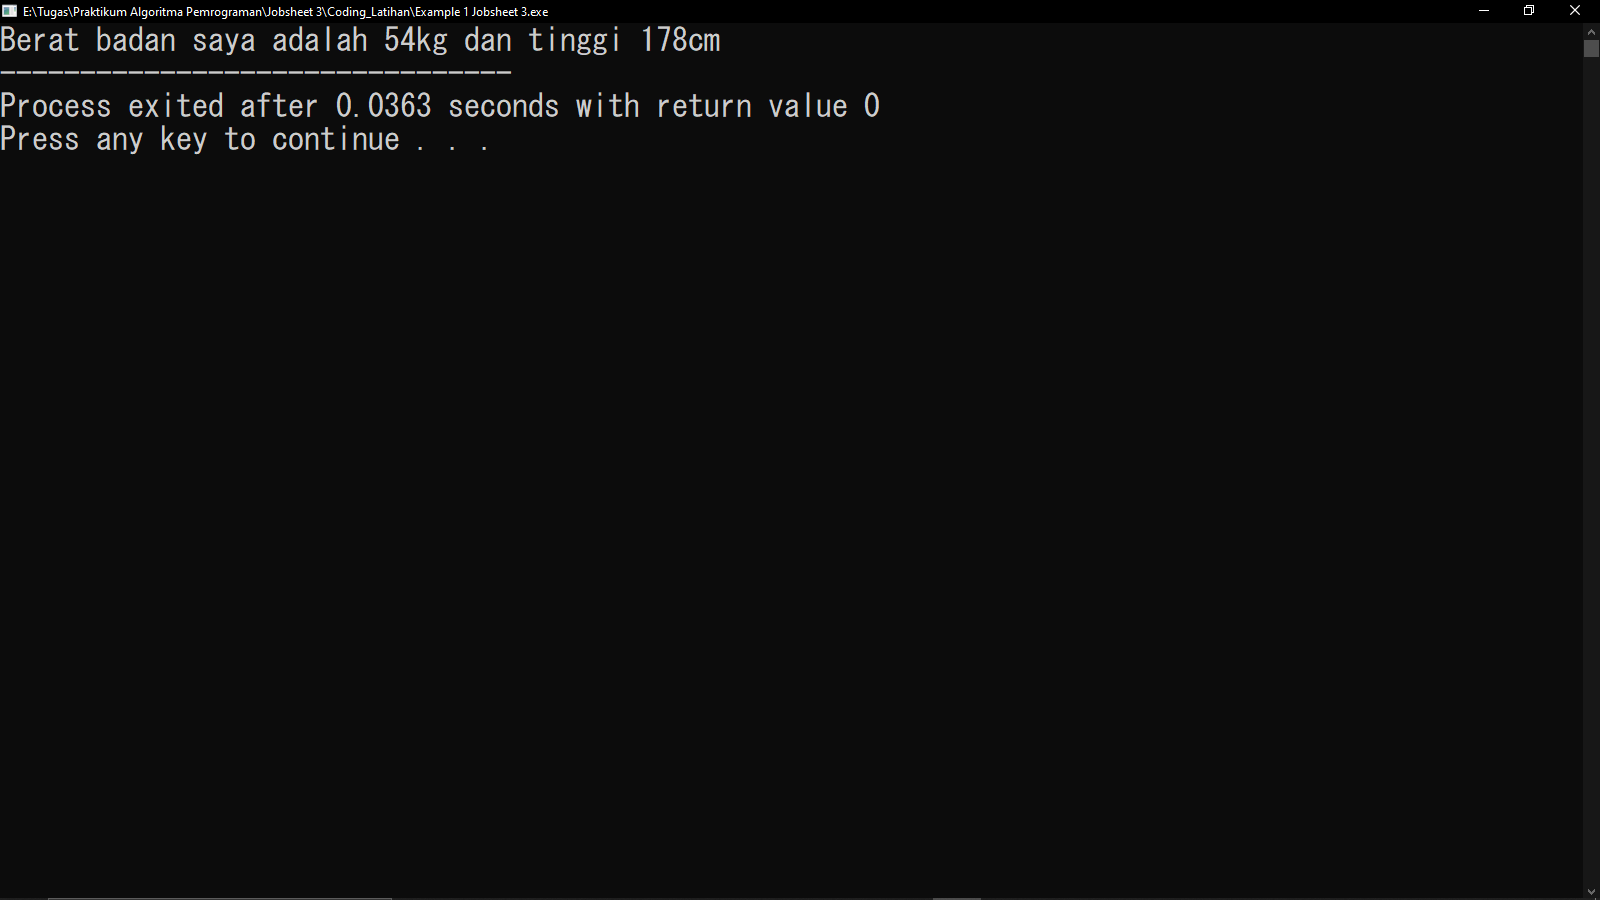 E:\Tugas\Praktikum Algoritma Pemrograman\Jobsheet 3\Coding_Latihan\Example 1 Jobsheet 3.exe
Berat badan saya adalah 54kg dan tinggi 178cm
--------------------------------
Process exited after 0.0363 seconds with return value 0
Press any key to continue . . .